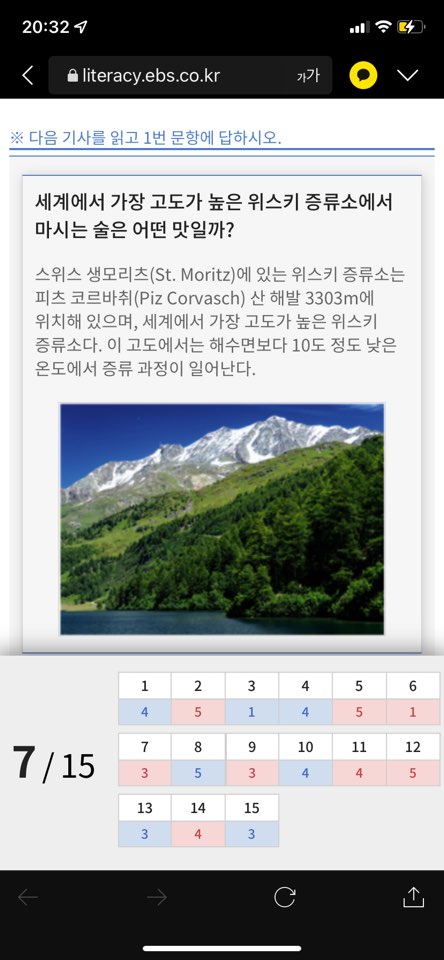 20:32
literacy.ebs.co.kr 가가
※ 다음 기사를 읽고 1번 문항에 답하시오.
세계에서 가장 고도가 높은 위스키 증류소에서
마시는 술은 어떤 맛일까?
스위스 생모리츠(St. Moritz)에 있는 위스키 증류소는
피츠 코르바취(Piz Corvasch) 산 해발 3303m에
위치해 있으며, 세계에서 가장 고도가 높은 위스키
증류소다. 이 고도에서는 해수면보다 10도 정도 낮은
온도에서 증류 과정이 일어난다.
7 / 15
1 2 3 4 5 6
4 5 1 4 5 1
7 8 9 10 11 12
3 5 3 4 4 5
13 14 15
3 4 3